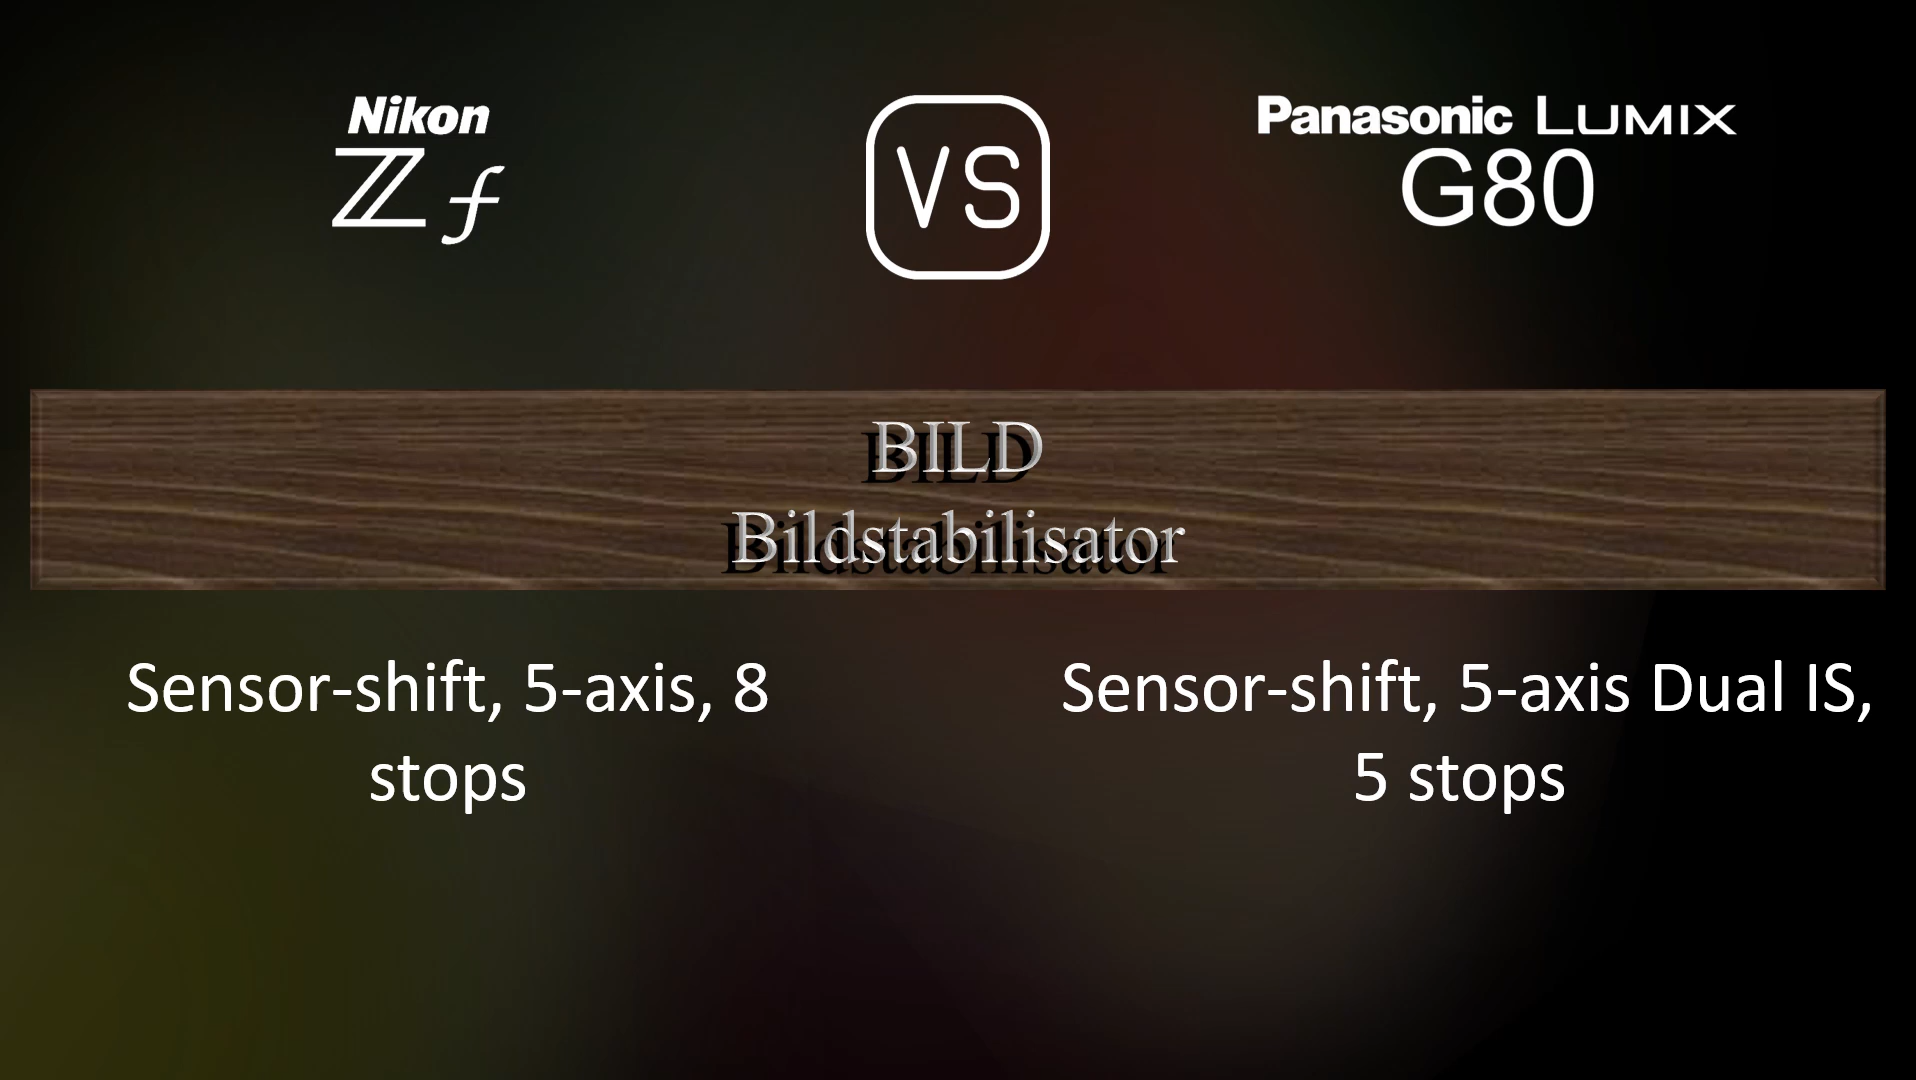 Nikon
Z f
VS
Panasonic LUMIX
G80
BILD
Bildstabilisator
Sensor-shift, 5-axis, 8
stops
Sensor-shift, 5-axis Dual IS,
5 stops